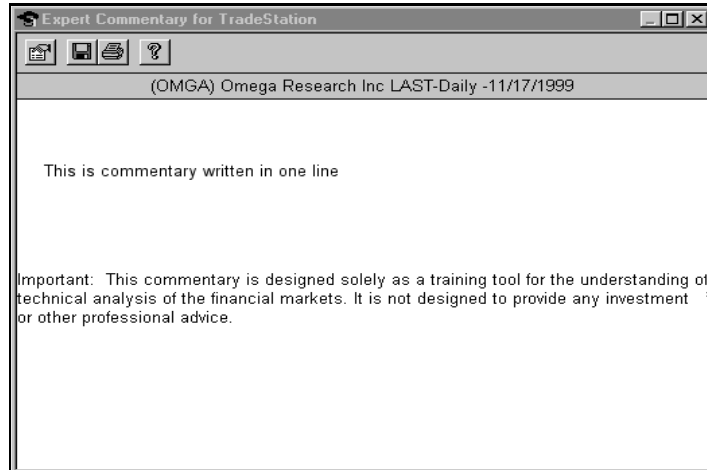 Expert Commentary for TradeStation
(OMGA) Omega Research Inc LAST-Daily -11/17/1999
This is commentary written in one line
Important: This commentary is designed solely as a training tool for the understanding of
technical analysis of the financial markets. It is not designed to provide any investment
or other professional advice.